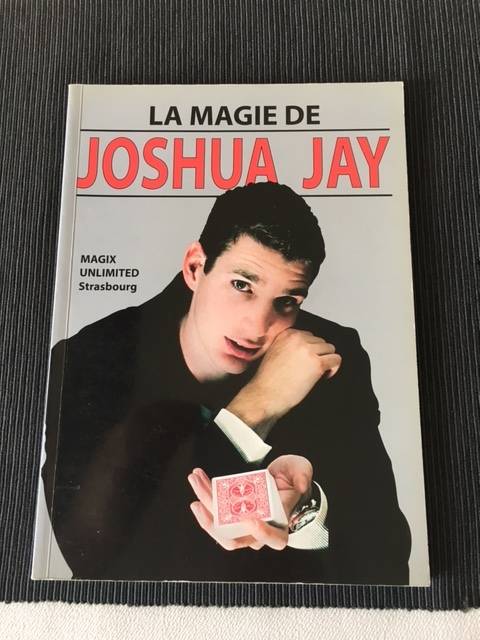 LA MAGIE DE
JOSHUA JAY
MAGIX
UNLIMITED
Strasbourg